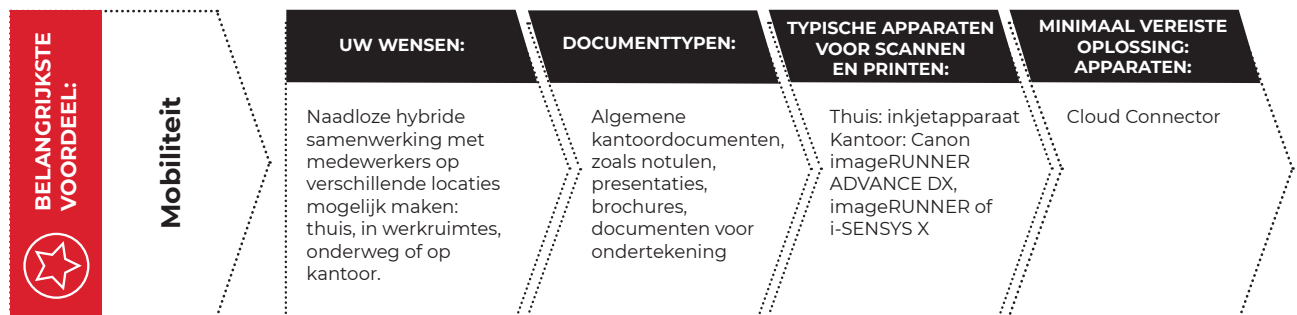 BELANGRIJKSTE
VOORDEEL:
Mobiliteit
UW WENSEN:
Naadloze hybride
samenwerking met
medewerkers op
verschillende locaties
mogelijk maken:
thuis, in werkruimtes,
onderweg of op
kantoor.
DOCUMENTTYPEN:
Algemene
kantoordocumenten,
zoals notulen,
presentaties,
brochures,
documenten voor
ondertekening
TYPISCHE APPARATEN
VOOR SCANNEN
EN PRINTEN:
Thuis: inkjetapparaat
Kantoor: Canon
imageRUNNER
ADVANCE DX,
imageRUNNER of
i-SENSYS X
MINIMAAL VEREISTE
OPLOSSING:
APPARATEN:
Cloud Connector